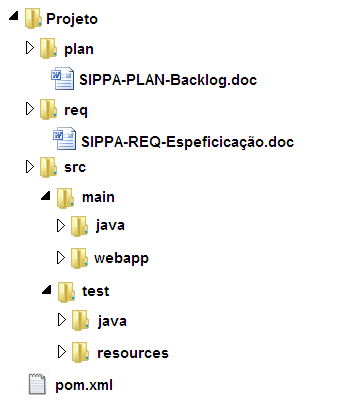 Projeto
plan
SIPPA-PLAN-Backlog.doc
req
SIPPA-REQ-Espeficicação.doc
src
main
java
webapp
test
java
resources
pom.xml